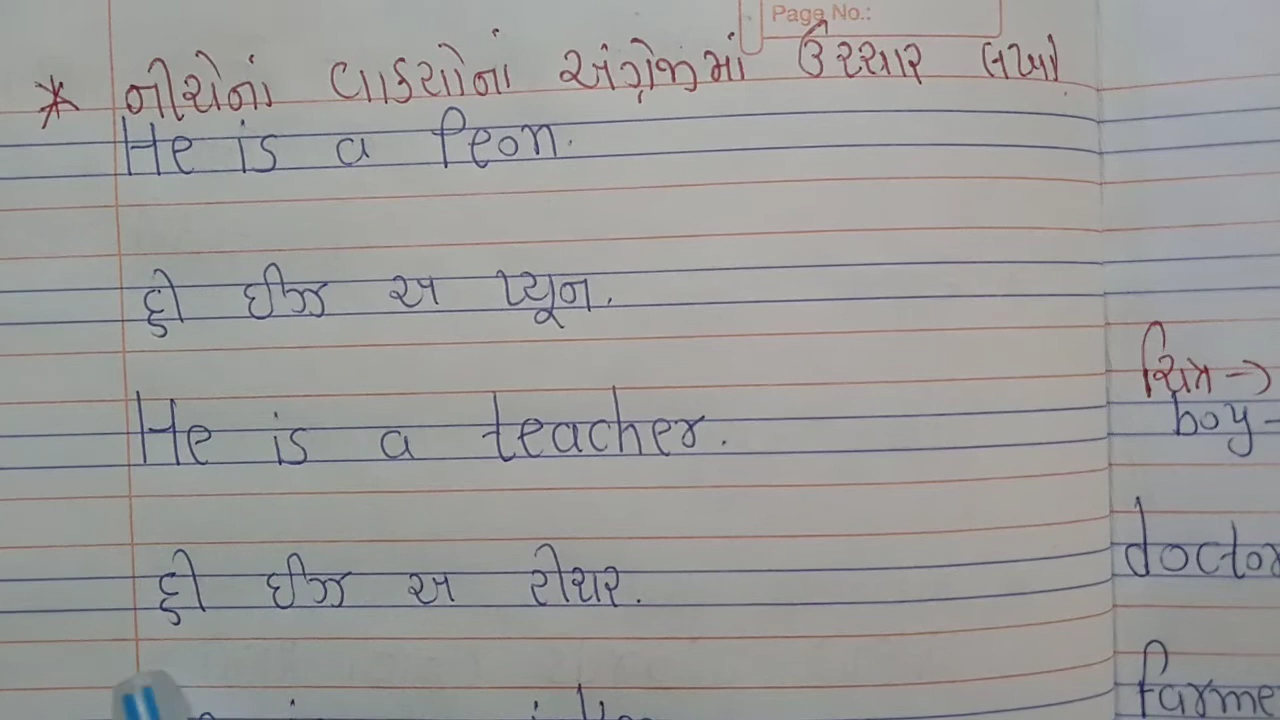 Page No.:
* નીચેનાં વાક્યોના અંગ્રેજીમાં ઉચ્ચાર લખો.
He is a Peon.
હી ઈઝ અ પ્યૂન.
He is a teacher.
હી ઈઝ અ ટીચર.
ચિત્ર →
boy -
doctor
farme